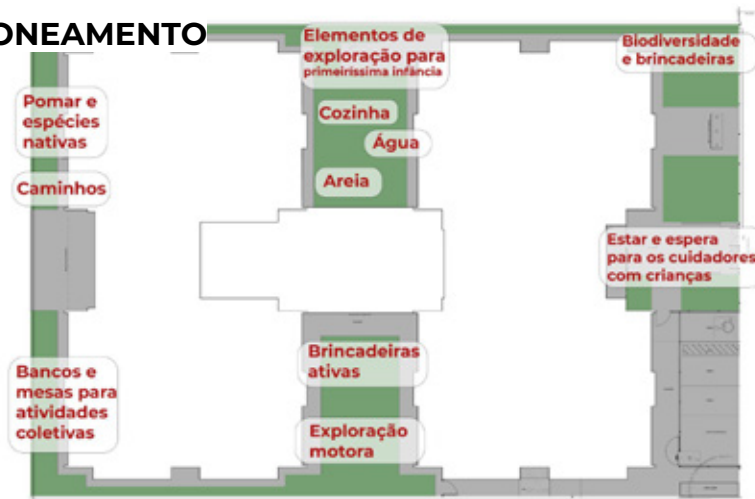 ONEAMENTO
Elementos de
exploração para
primeiríssima infância
Biodiversidade
e brincadeiras
Pomar e
espécies
nativas
Cozinha
Água
Areia
Caminhos
Estar e espera
para os cuidadores
com crianças
Brincadeiras
ativas
Bancos e
mesas para
atividades
coletivas
Exploração
motora